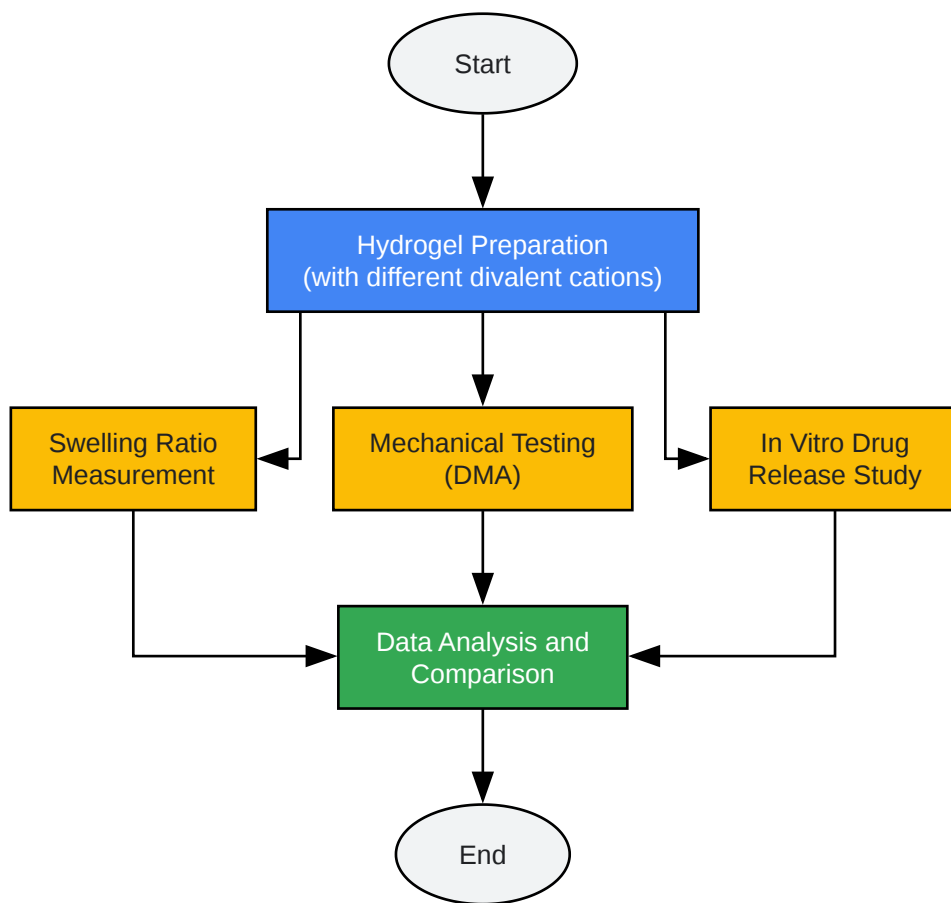 Start
Hydrogel Preparation
(with different divalent cations)
Swelling Ratio
Measurement
Mechanical Testing
(DMA)
In Vitro Drug
Release Study
Data Analysis and
Comparison
End